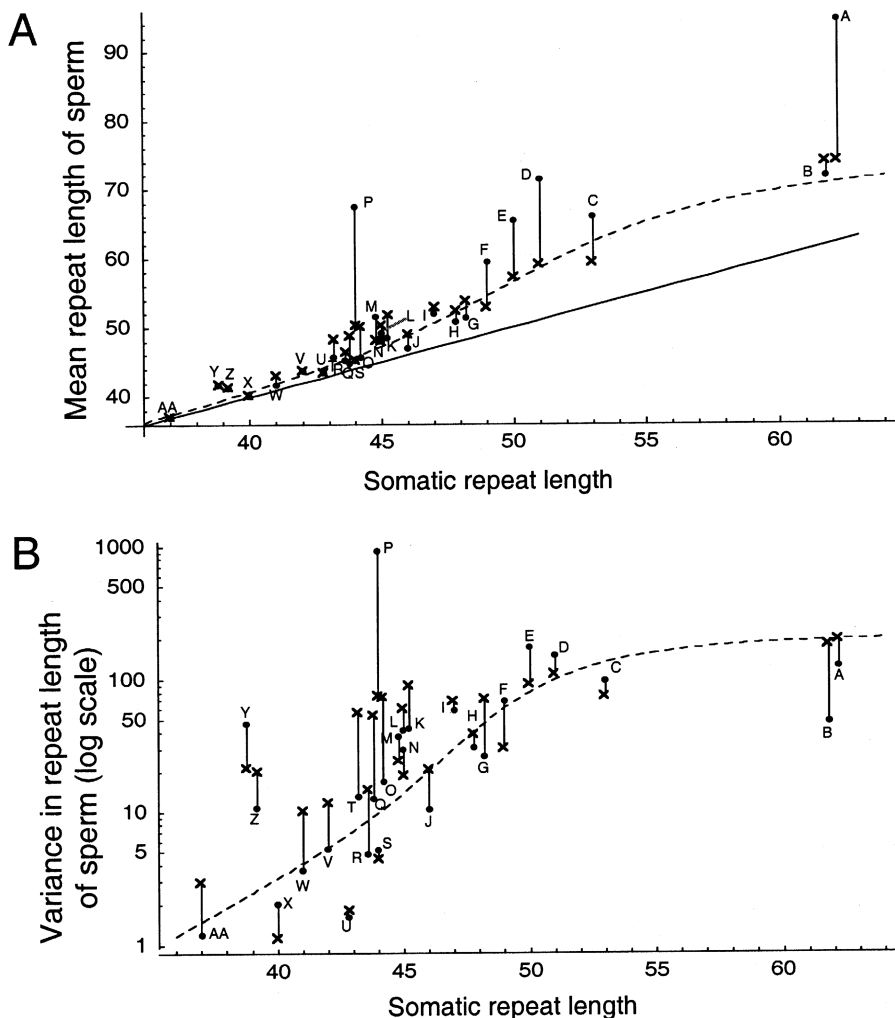 A
Mean repeat length of sperm
90
80
70
60
50
40
A
B
C
D
E
F
P
M
L
I
H
G
N
K
J
U
R
Q
S
O
V
Y
Z
X
W
AA
40
45
50
55
60
Somatic repeat length
B
Variance in repeat length
of sperm (log scale)
1000
500
100
50
10
5
1
P
E
D
C
A
B
F
I
H
G
L
K
M
N
Y
Z
T
Q
O
J
R
S
W
V
X
U
AA
40
45
50
55
60
Somatic repeat length